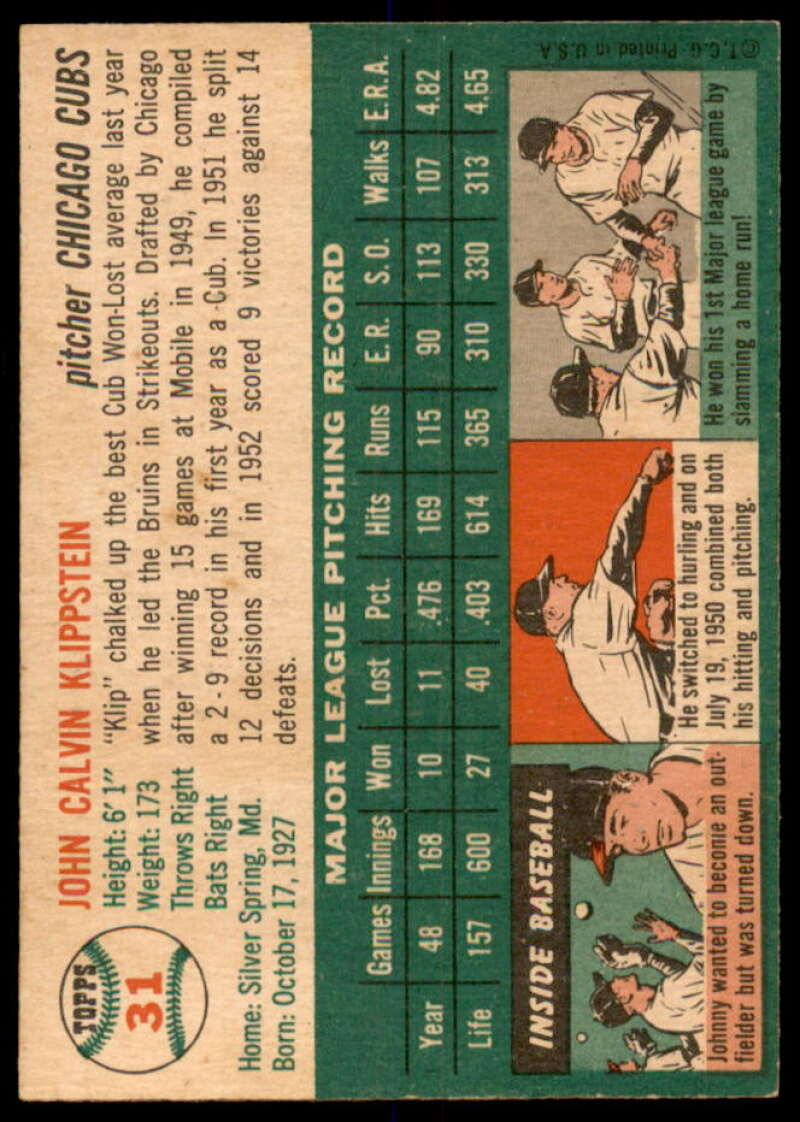 TOPPS
31
JOHN CALVIN KLIPPSTEIN
pitcher CHICAGO CUBS
Height: 6' 1"
Weight: 173
Throws Right
Bats Right
Home: Silver Spring, Md.
Born: October 17, 1927
"Klip" chalked up the best Cub Won-Lost average last year
when he led the Bruins in Strikeouts. Drafted by Chicago
after winning 15 games at Mobile in 1949, he compiled
a 2-9 record in his first year as a Cub. In 1951 he split
12 decisions and in 1952 scored 9 victories against 14
defeats.
MAJOR LEAGUE PITCHING RECORD
Games Innings Won Lost Pct. Hits Runs E.R. S.O. Walks E.R.A.
Year 48 168 10 11 .476 169 115 90 113 107 4.82
Life 157 600 27 40 .403 614 365 310 330 313 4.65
INSIDE BASEBALL
Johnny wanted to become an out-
fielder but was turned down.
He switched to hurling and on
July 19, 1950 combined both
his hitting and pitching.
He won his 1st Major league game by
slamming a home run!
© T.C.G. Printed in U.S.A